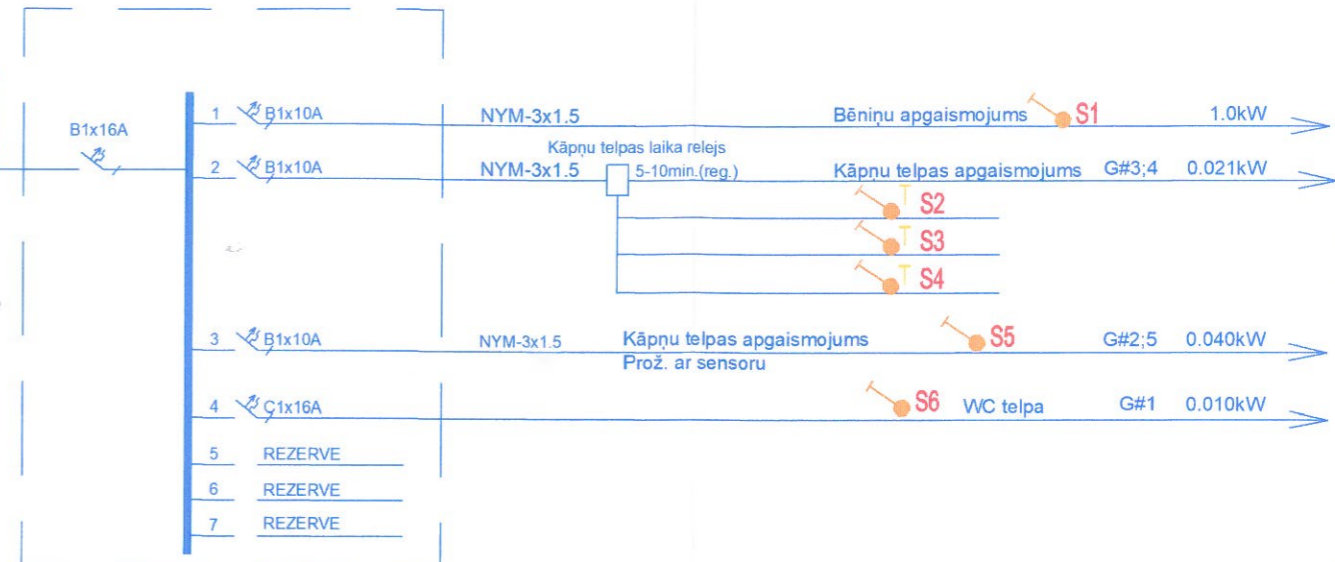 B1x16A
1 B1x10A NYM-3x1.5 Bēniņu apgaismojums S1 1.0kW
Kāpņu telpas laika relejs
2 B1x10A NYM-3x1.5 5-10min.(reg.) Kāpņu telpas apgaismojums G#3;4 0.021kW
S2
S3
S4
3 B1x10A NYM-3x1.5 Kāpņu telpas apgaismojums S5 G#2;5 0.040kW
Prož. ar sensoru
4 C1x16A S6 WC telpa G#1 0.010kW
5 REZERVE
6 REZERVE
7 REZERVE